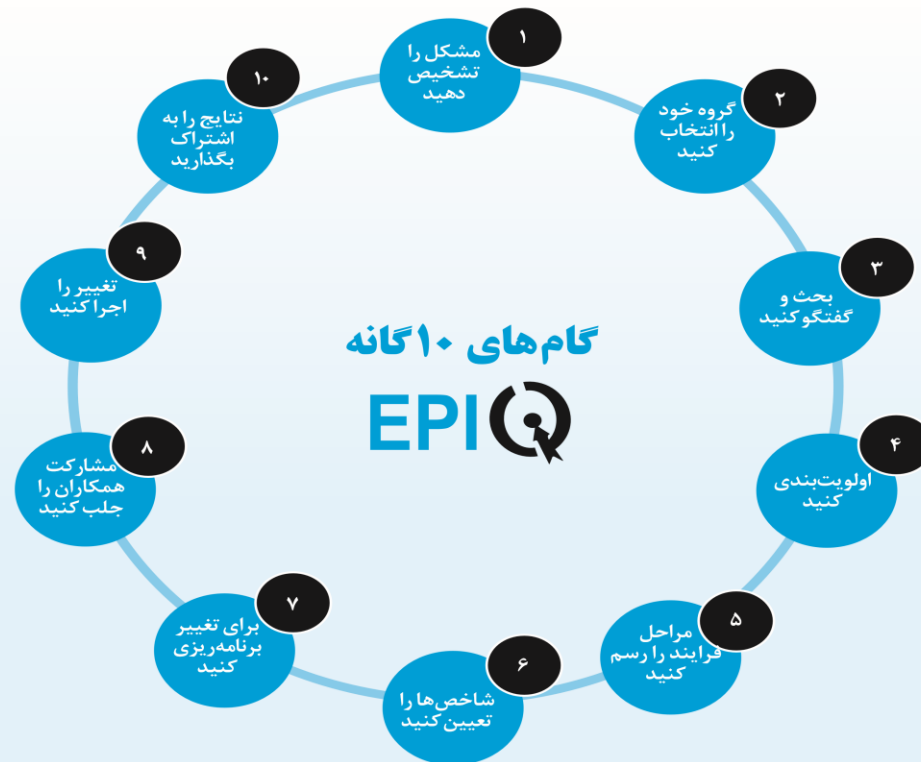 گام‌های ۱۰گانه
EPIQ
۱
مشکل را
تشخیص
دهید
۲
گروه خود
را انتخاب
کنید
۳
بحث و
گفتگو کنید
۴
اولویت‌بندی
کنید
۵
مراحل
فرایند را رسم
کنید
۶
شاخص‌ها را
تعیین کنید
۷
برای تغییر
برنامه‌ریزی
کنید
۸
مشارکت
همکاران را
جلب کنید
۹
تغییر را
اجرا کنید
۱۰
نتایج را به
اشتراک
بگذارید